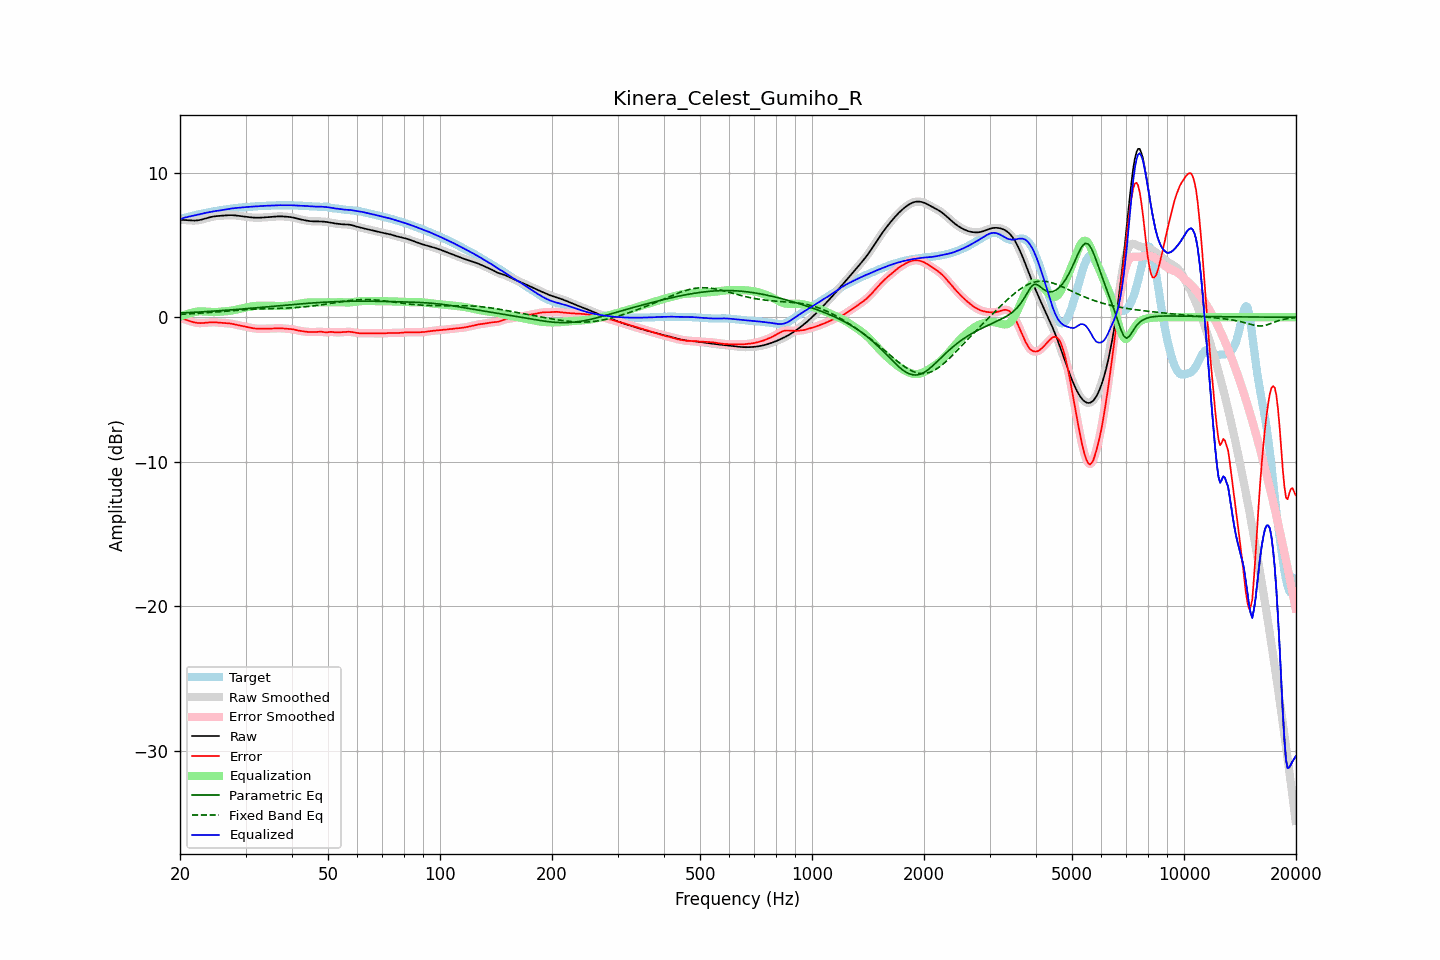 Kinera_Celest_Gumiho_R
10
0
−10
−20
−30
Amplitude (dBr)
Target
Raw Smoothed
Error Smoothed
Raw
Error
Equalization
Parametric Eq
Fixed Band Eq
Equalized
20 50 100 200 500 1000 2000 5000 10000 20000
Frequency (Hz)